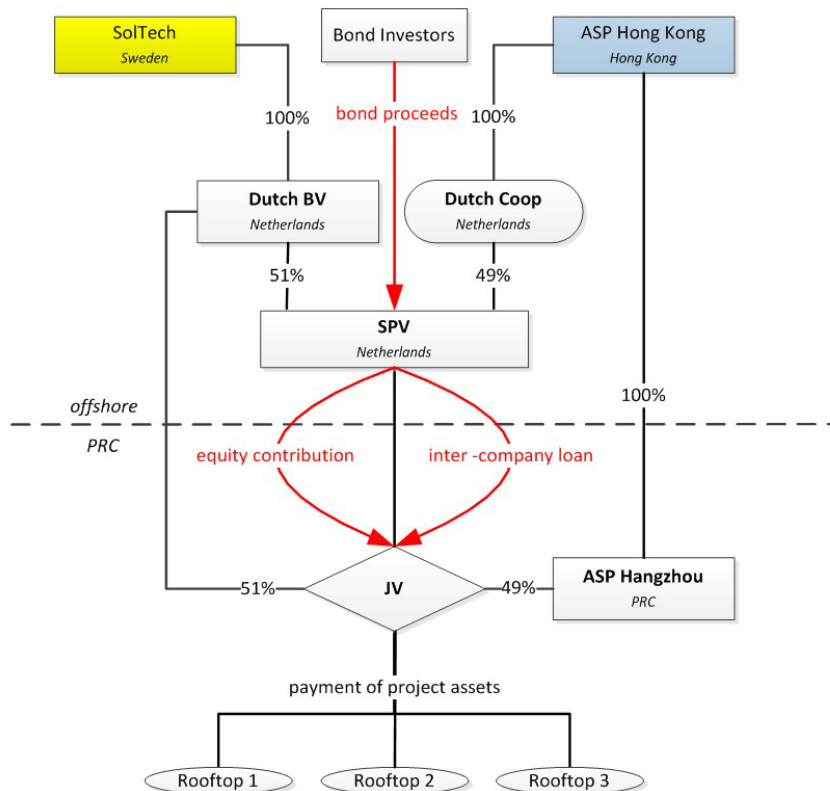 SolTech
Sweden
Bond Investors
ASP Hong Kong
Hong Kong
bond proceeds
100%
100%
Dutch BV
Netherlands
Dutch Coop
Netherlands
51%
49%
SPV
Netherlands
100%
offshore
PRC
equity contribution
inter -company loan
51%
JV
49%
ASP Hangzhou
PRC
payment of project assets
Rooftop 1
Rooftop 2
Rooftop 3